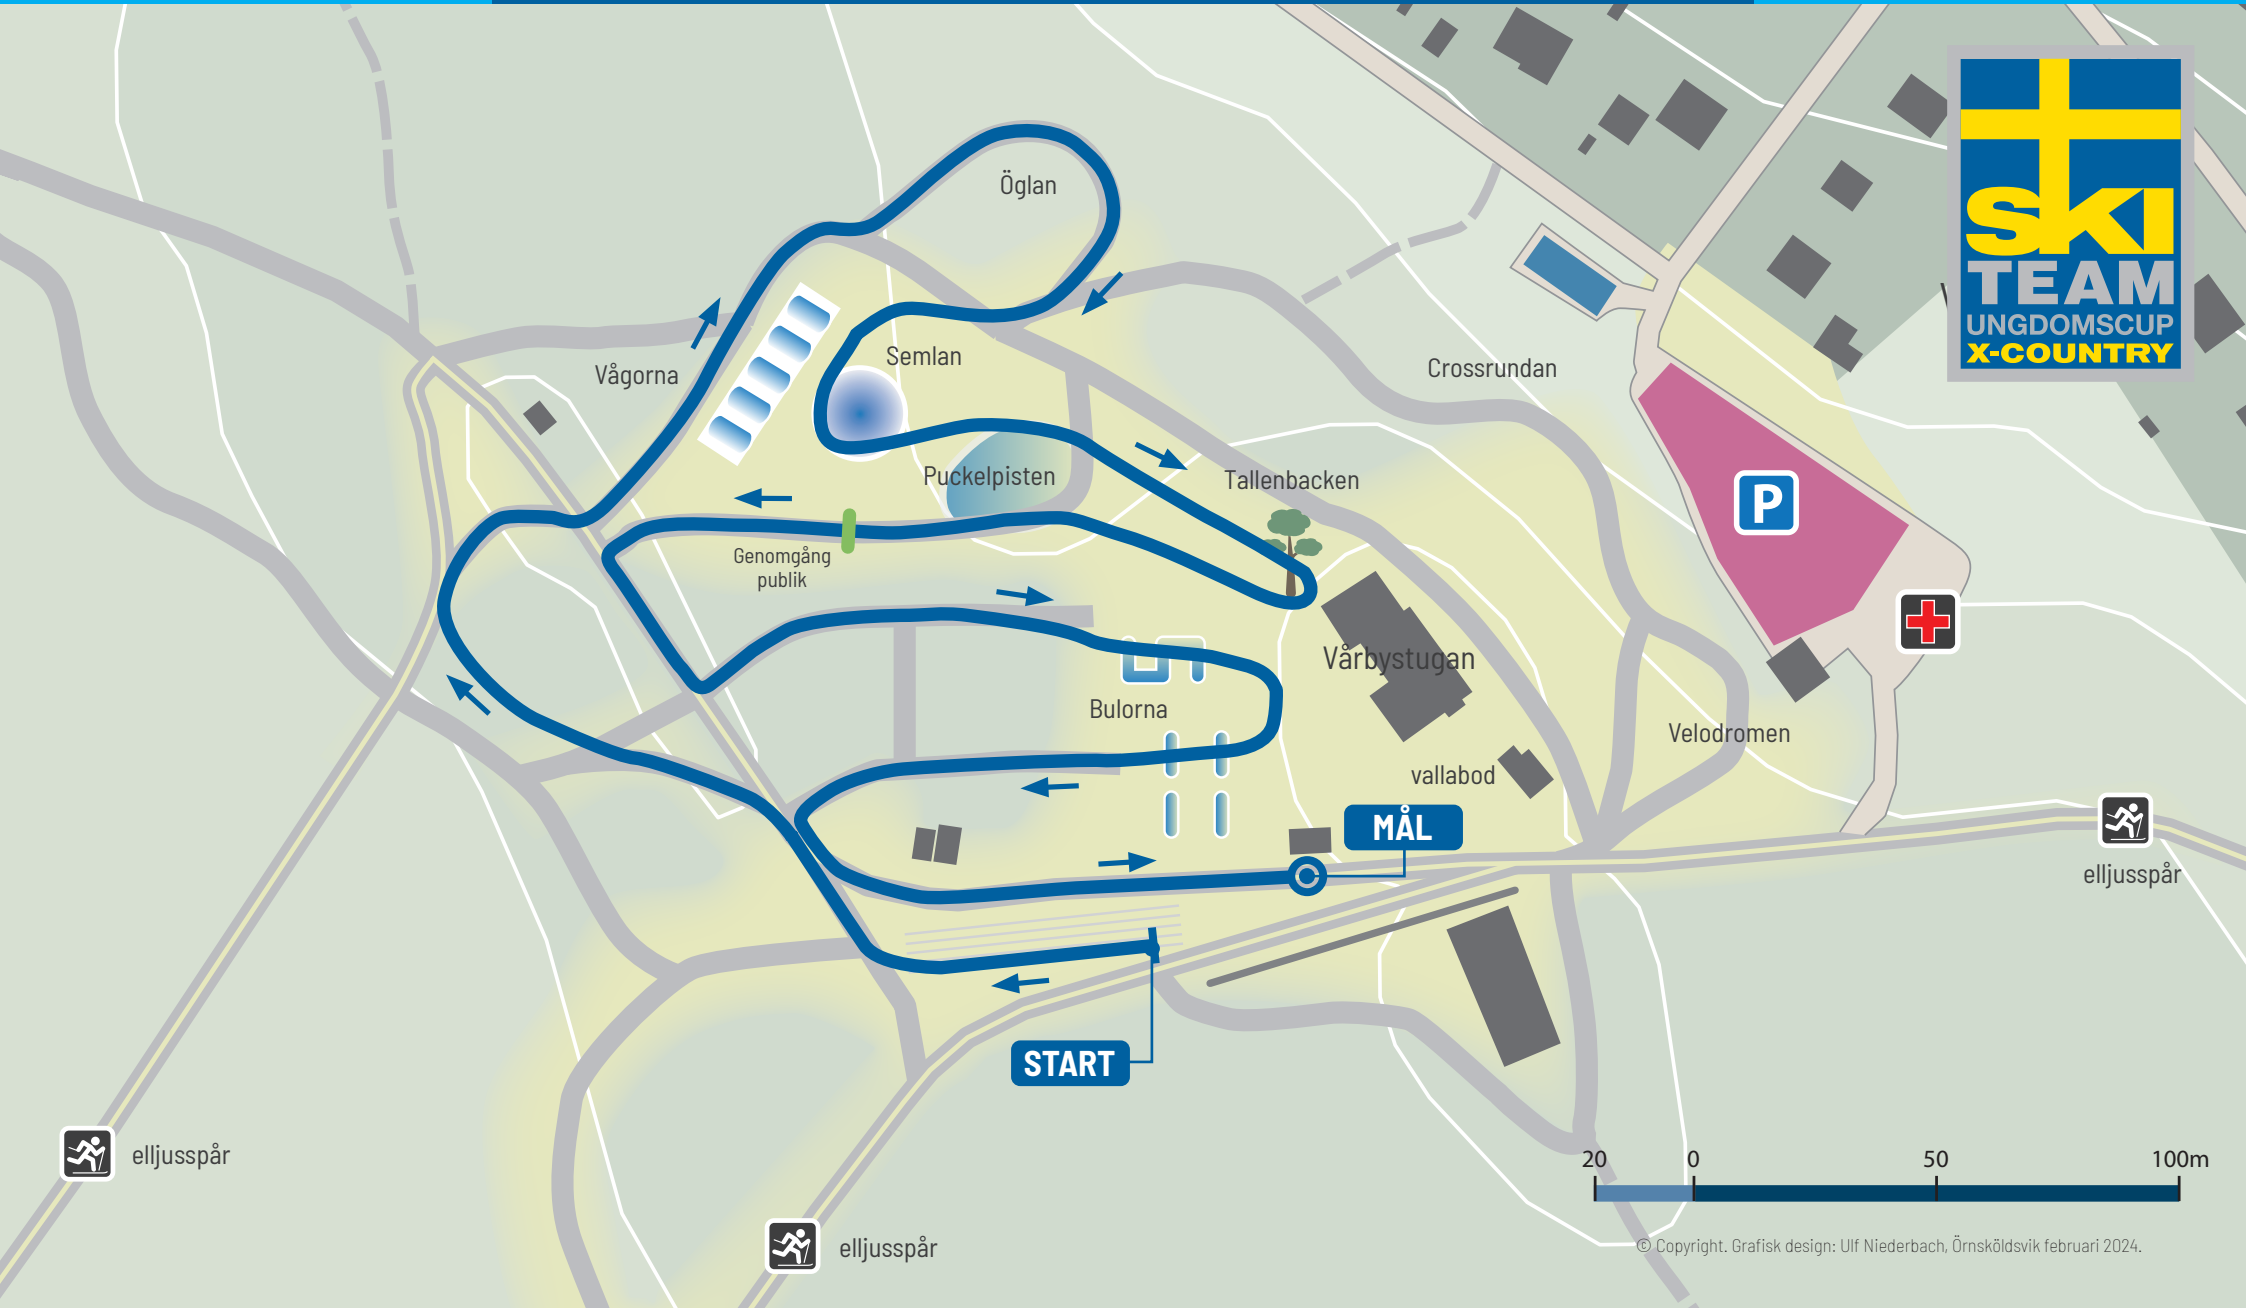 Öglan
SKI
TEAM
UNGDOMSCUP
X-COUNTRY
Semlan
Vågorna
Crossrundan
Puckelpisten
Tallenbacken
P
Genomgång
publik
Vårbystugan
Bulorna
Velodromen
vallabod
MÅL
elljusspår
START
elljusspår
20 0 50 100m
elljusspår
© Copyright. Grafisk design: Ulf Niederbach, Örnsköldsvik februari 2024.